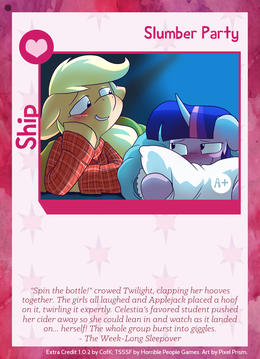 Slumber Party
Ship
A+
"Spin the bottle!" crowed Twilight, clapping her hooves
together. The girls all laughed and Applejack placed a hoof
on it, twirling it expertly. Celestia's favored student pushed
her cider away so she could lean in and watch as it landed
on... herself! The whole group burst into giggles.
- The Week-Long Sleepover
Extra Credit 1.0.2 by CofK, TSSSF by Horrible People Games. Art by Pixel Prism.